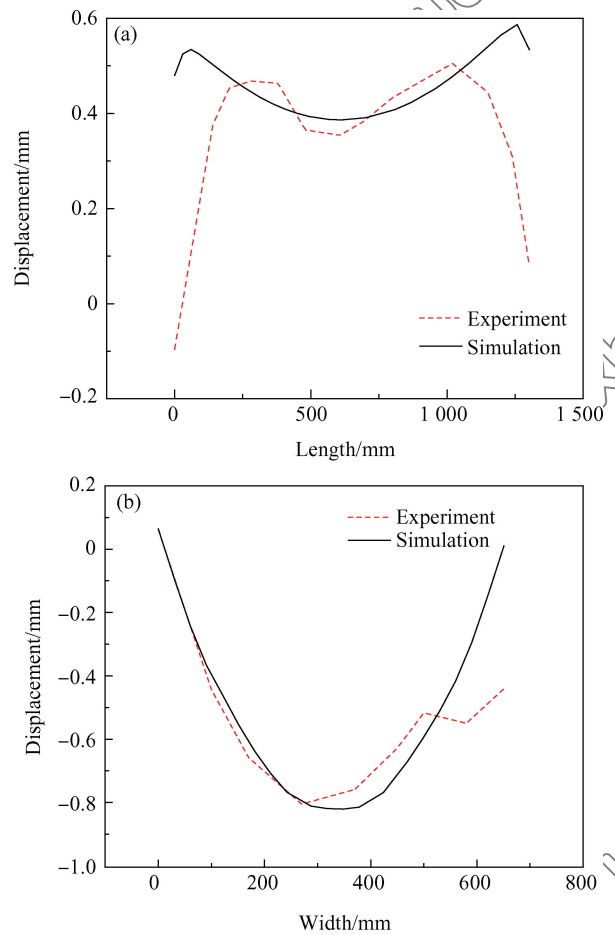 (a)
0.6
0.4
0.2
0
−0.2
Displacement/mm
Experiment
Simulation
0 500 1 000 1 500
Length/mm
(b)
0.2
0
−0.2
−0.4
−0.6
−0.8
−1.0
Displacement/mm
Experiment
Simulation
0 200 400 600 800
Width/mm